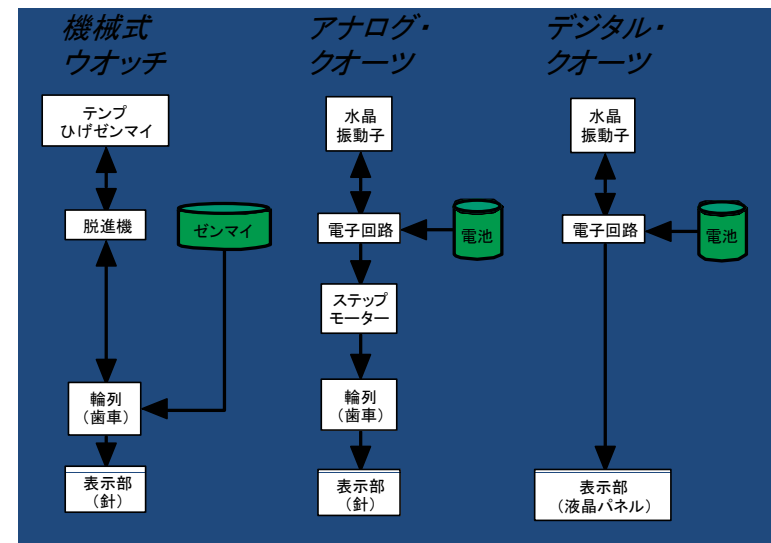 機械式
ウオッチ
アナログ・
クオーツ
デジタル・
クオーツ
テンプ
ひげゼンマイ
脱進機
ゼンマイ
輪列
（歯車）
表示部
（針）
水晶
振動子
電子回路
電池
ステップ
モーター
輪列
（歯車）
表示部
（針）
水晶
振動子
電子回路
電池
表示部
（液晶パネル）